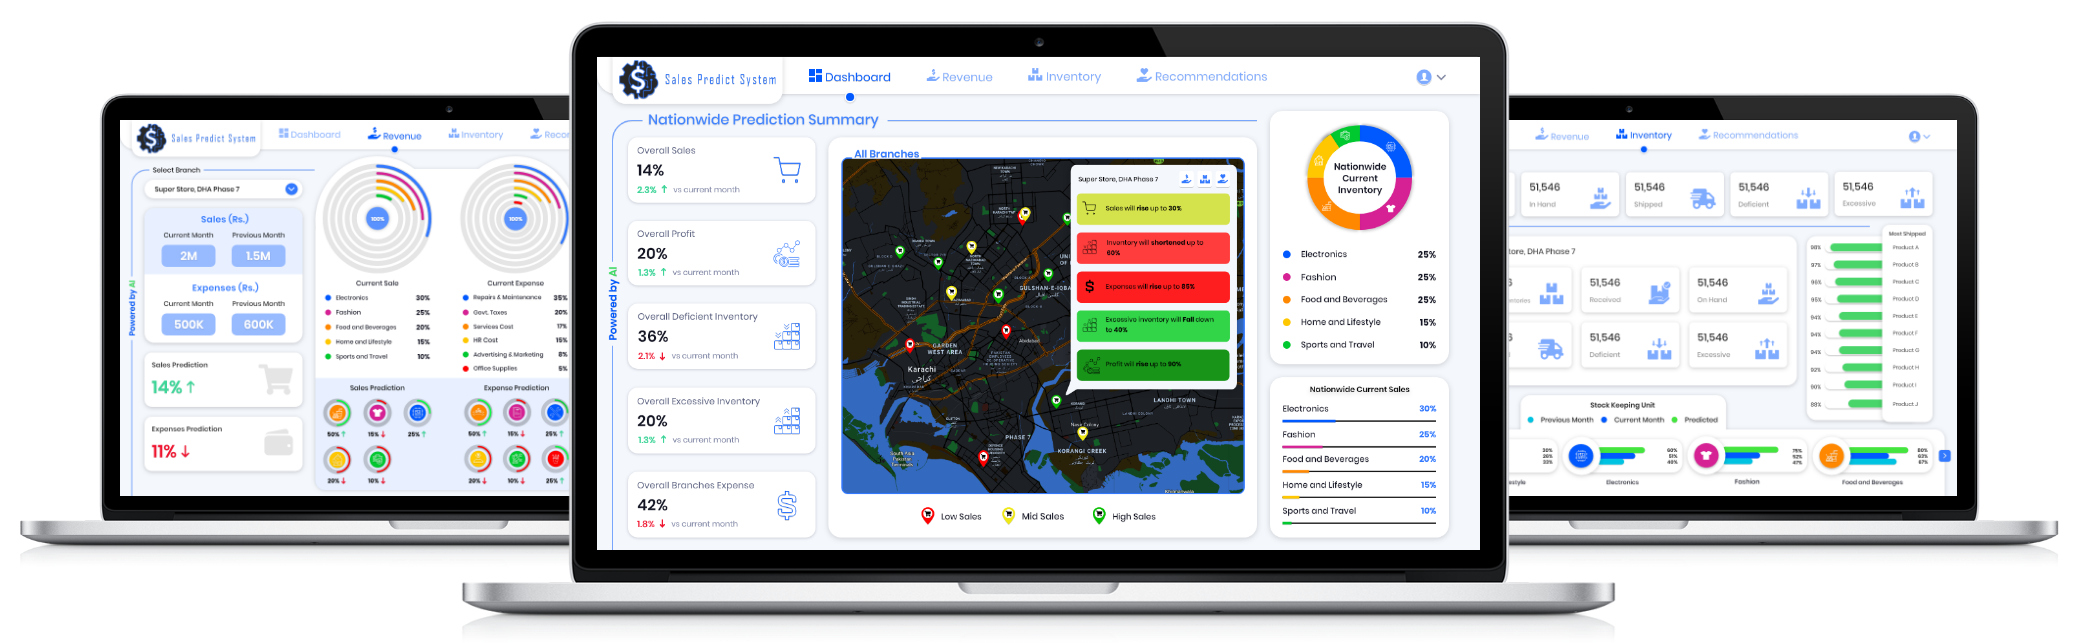 Sales Predict System
Dashboard
Revenue
Inventory
Select Branch
Super Store, DHA Phase 7
Sales (Rs.)
Current Month
Previous Month
2M
1.5M
Expenses (Rs.)
Current Month
Previous Month
500K
600K
Powered by AI
Sales Prediction
14% ↑
Expenses Prediction
11% ↓
100%
Current Sale
Electronics 30%
Fashion 25%
Food and Beverages 20%
Home and Lifestyle 15%
Sports and Travel 10%
100%
Current Expense
Repairs & Maintainance 35%
Govt. Taxes 20%
Services Cost 17%
HR Cost 15%
Advertising & Marketing 8%
Office Supplies 5%
Sales Prediction
50% ↑ 15% ↓ 25% ↑
20% ↓ 10% ↓
Expense Prediction
50% ↑ 15% ↓ 25% ↑
20% ↓ 10% ↓ 25% ↑
Sales Predict System
Dashboard
Revenue
Inventory
Recommendations
Nationwide Prediction Summary
Powered by AI
Overall Sales
14%
2.3% ↑ vs current month
Overall Profit
20%
1.3% ↑ vs current month
Overall Deficient Inventory
36%
2.1% ↓ vs current month
Overall Excessive Inventory
20%
1.3% ↑ vs current month
Overall Branches Expense
42%
1.8% ↓ vs current month
All Branches
Super Store, DHA Phase 7
Sales will rise up to 30%
Inventory will shortened up to
60%
Expenses will rise up to 85%
Excessive Inventory will Fall down
to 40%
Profit will rise up to 90%
GULSHAN-E-IQBA
GARDEN
WEST AREA
Karachi
كراچی
LANDHI TOWN
PHASE 7
KORANGI CREEK
Low Sales
Mid Sales
High Sales
Nationwide
Current
Inventory
Electronics 25%
Fashion 25%
Food and Beverages 25%
Home and Lifestyle 15%
Sports and Travel 10%
Nationwide Current Sales
Electronics 30%
Fashion 25%
Food and Beverages 20%
Home and Lifestyle 15%
Sports and Travel 10%
Revenue
Inventory
Recommendations
51,546
In Hand
51,546
Shipped
51,546
Deficient
51,546
Excessive
Store, DHA Phase 7
51,546
Received
51,546
On Hand
51,546
Deficient
51,546
Excessive
Most Shipped
98% Product A
97% Product B
96% Product C
95% Product D
94% Product E
94% Product F
94% Product G
92% Product H
90% Product I
88% Product J
Stock Keeping Unit
Previous Month
Current Month
Predicted
Electronics
Fashion
Food and Beverages